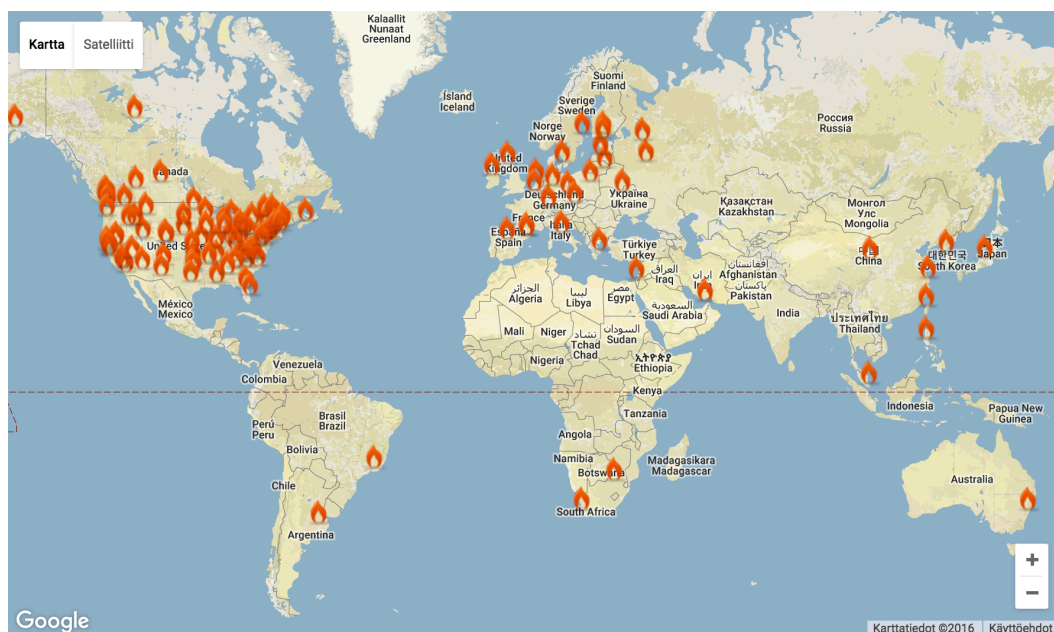 Kartta Satelliitti
Kalaallit
Nunaat
Greenland
Ísland
Iceland
Suomi
Finland
Sverige
Sweden
Norge
Norway
Россия
Russia
Canada
United
Kingdom
Deutschland
Germany
Україна
Ukraine
Қазақстан
Kazakhstan
Монгол
Улс
Mongolia
France
España
Spain
Italia
Italy
Türkiye
Turkey
中国
China
대한민국
South Korea
日本
Japan
United States
العراق
Iraq
ایران
Iran
افغانستان
Afghanistan
پاکستان
Pakistan
México
Mexico
الجزائر
Algeria
ليبيا
Libya
مصر
Egypt
السعودية
Saudi Arabia
India
ประเทศไทย
Thailand
Mali
Niger
تشاد
Tchad
Chad
السودان
Sudan
Nigeria
ኢትዮጵያ
Ethiopia
Venezuela
Colombia
Kenya
Tanzania
Indonesia
Papua New
Guinea
Perú
Peru
Brasil
Brazil
Angola
Bolivia
Namibia
Botswana
Madagasikara
Madagascar
Chile
Australia
South Africa
Argentina
+
−
Google
Karttatiedot ©2016 Käyttöehdot